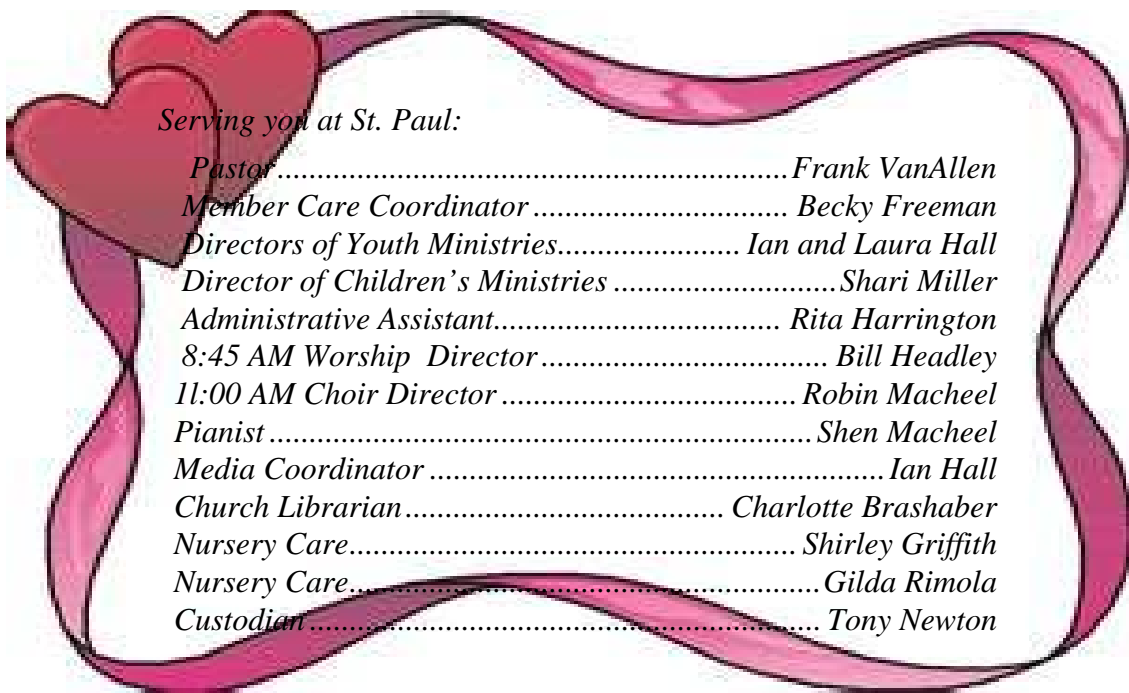 Serving you at St. Paul:
Pastor................................................................Frank VanAllen
Member Care Coordinator................................ Becky Freeman
Directors of Youth Ministries....................... Ian and Laura Hall
Director of Children’s Ministries ............................Shari Miller
Administrative Assistant.................................... Rita Harrington
8:45 AM Worship  Director.................................... Bill Headley
1l:00 AM Choir Director.....................................Robin Macheel
Pianist....................................................................Shen Macheel
Media Coordinator.........................................................Ian Hall
Church Librarian........................................ Charlotte Brashaber
Nursery Care........................................................Shirley Griffith
Nursery Care...........................................................Gilda Rimola
Custodian................................................................ Tony Newton